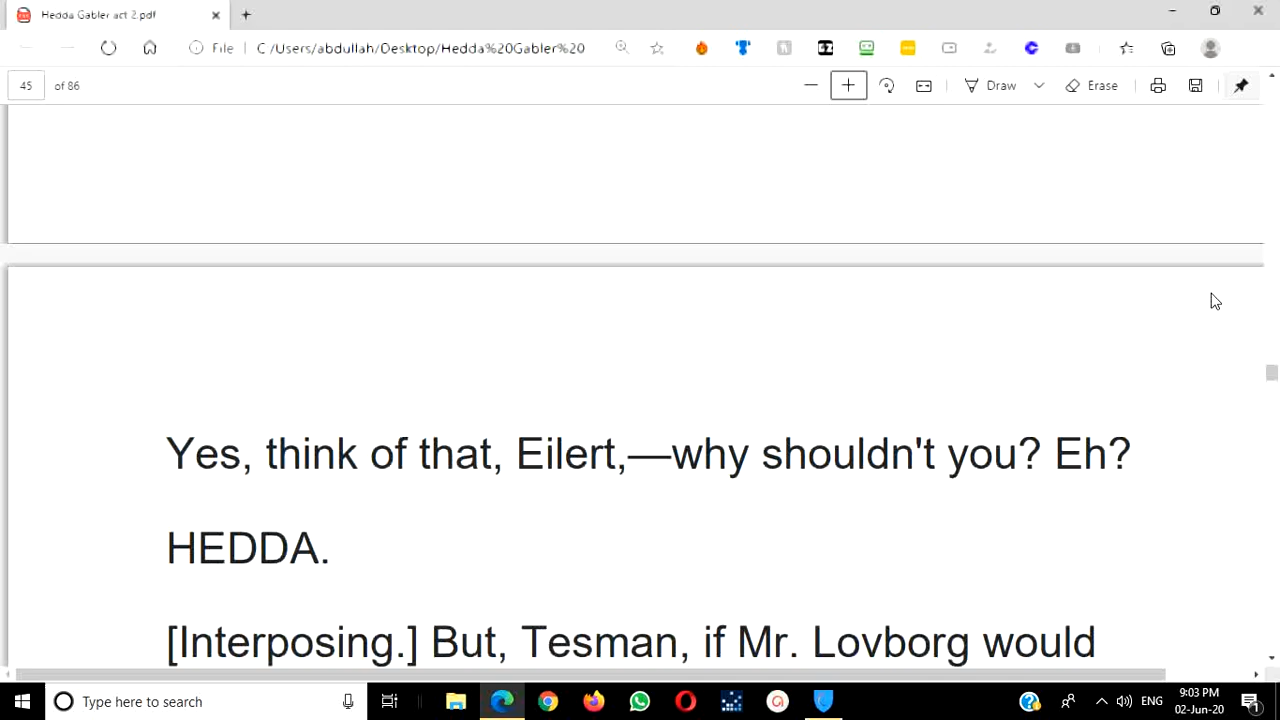 Hedda Gabler act 2.pdf
File
C /Users/abdullah/Desktop/Hedda%20Gabler%20
45 of 86
Draw
Erase
Yes, think of that, Eilert,—why shouldn't you? Eh?
HEDDA.
[Interposing.] But, Tesman, if Mr. Lovborg would
Type here to search
ENG
9:03 PM
02-Jun-20
1